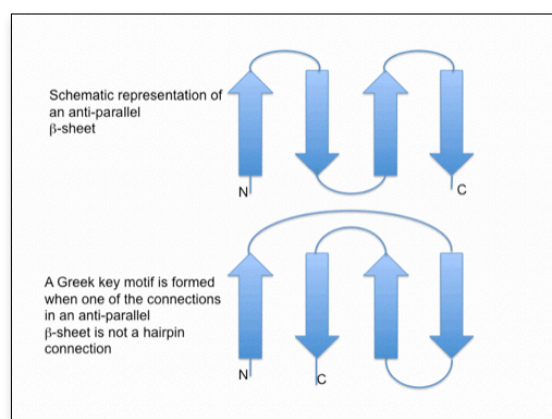 Schematic representation of
an anti-parallel
β-sheet
N
C
A Greek key motif is formed
when one of the connections
in an anti-parallel
β-sheet is not a hairpin
connection
N
C